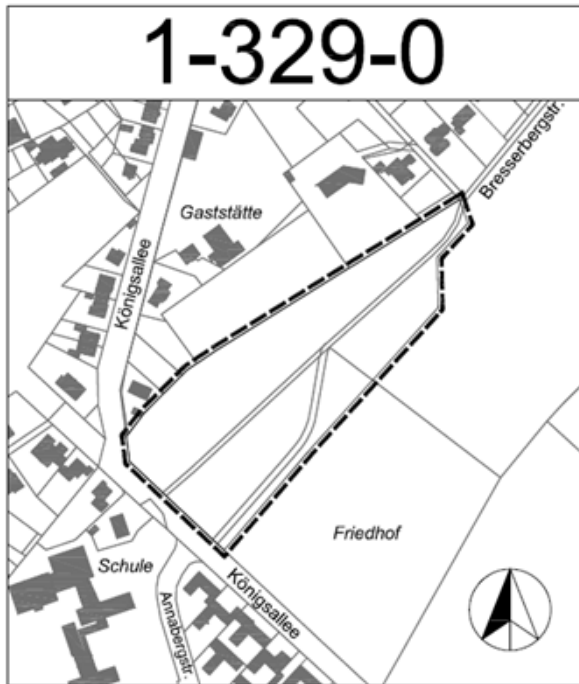 1-329-0
Bresserbergstr.
Gaststätte
Königsallee
Friedhof
Schule
Königsallee
Annabergstr.